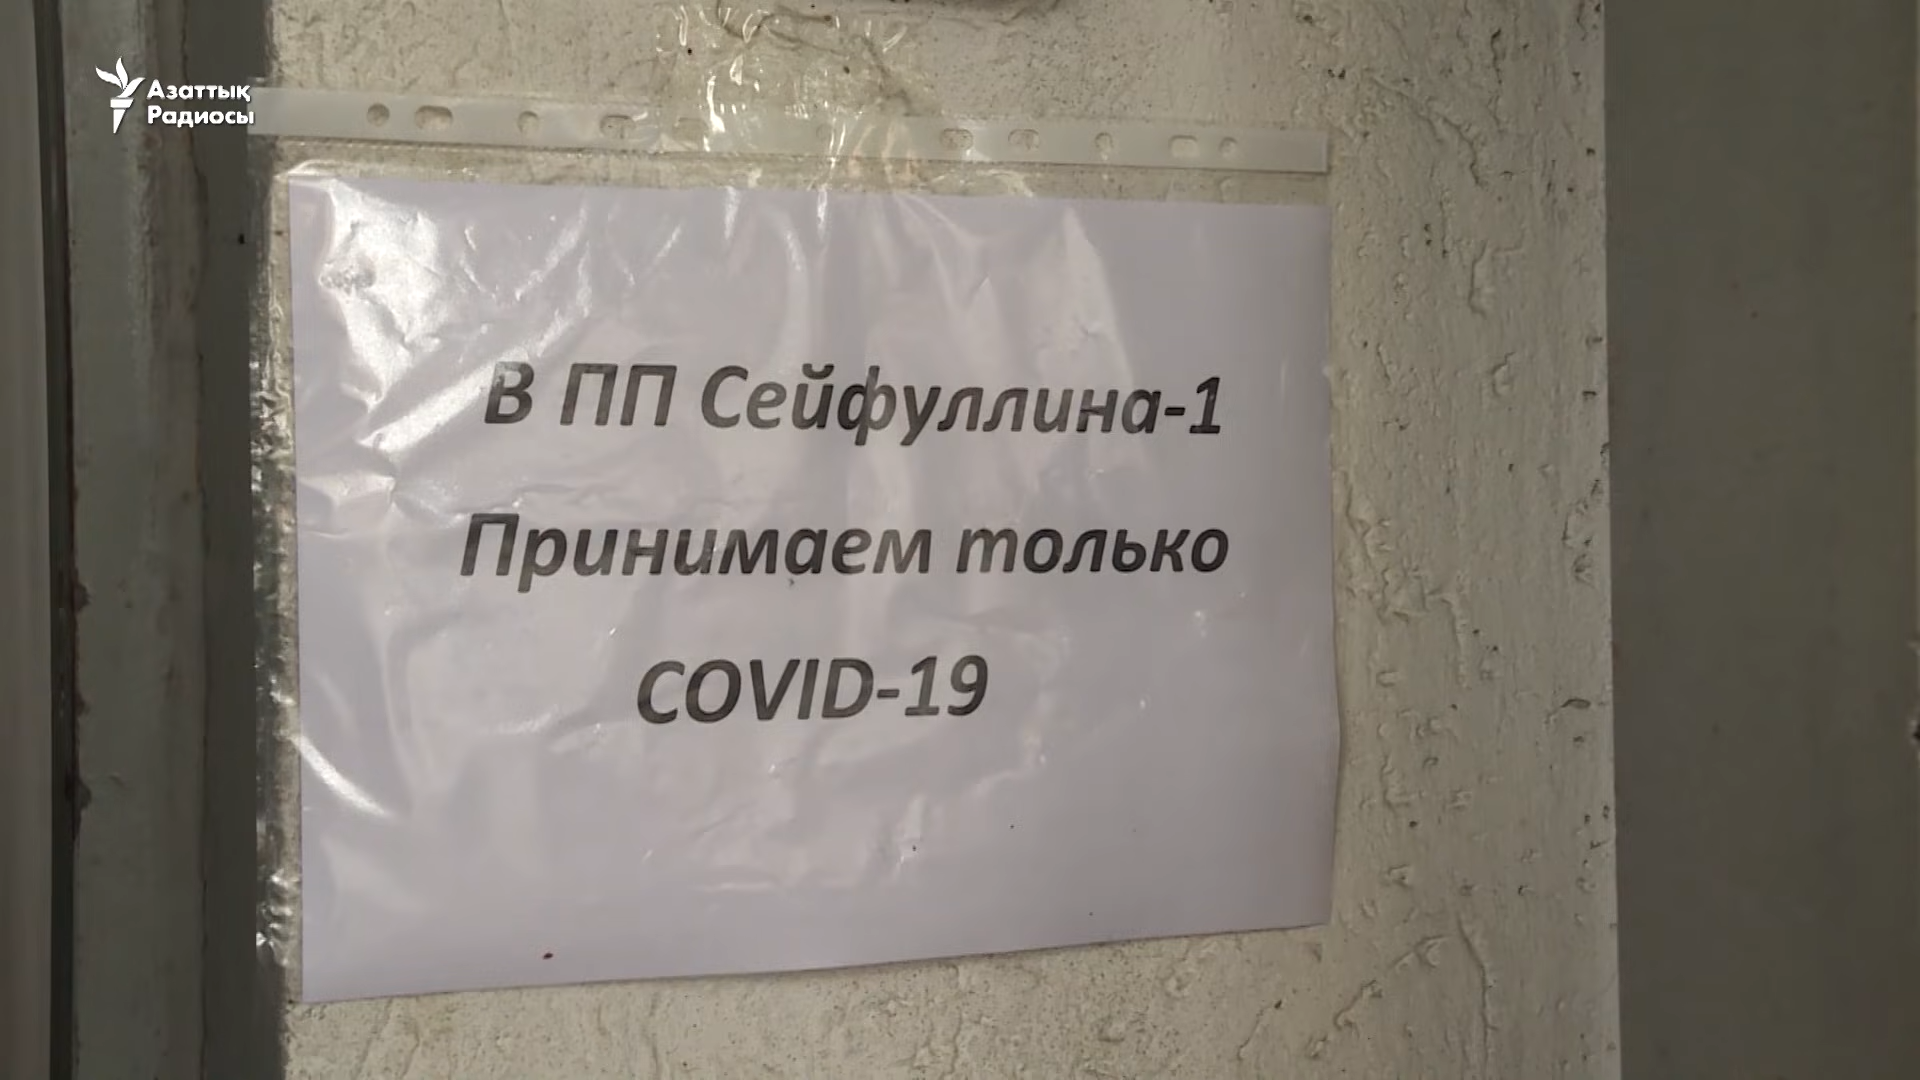 Азаттық
Радиосы
В ПП Сейфуллина-1
Принимаем только
COVID-19